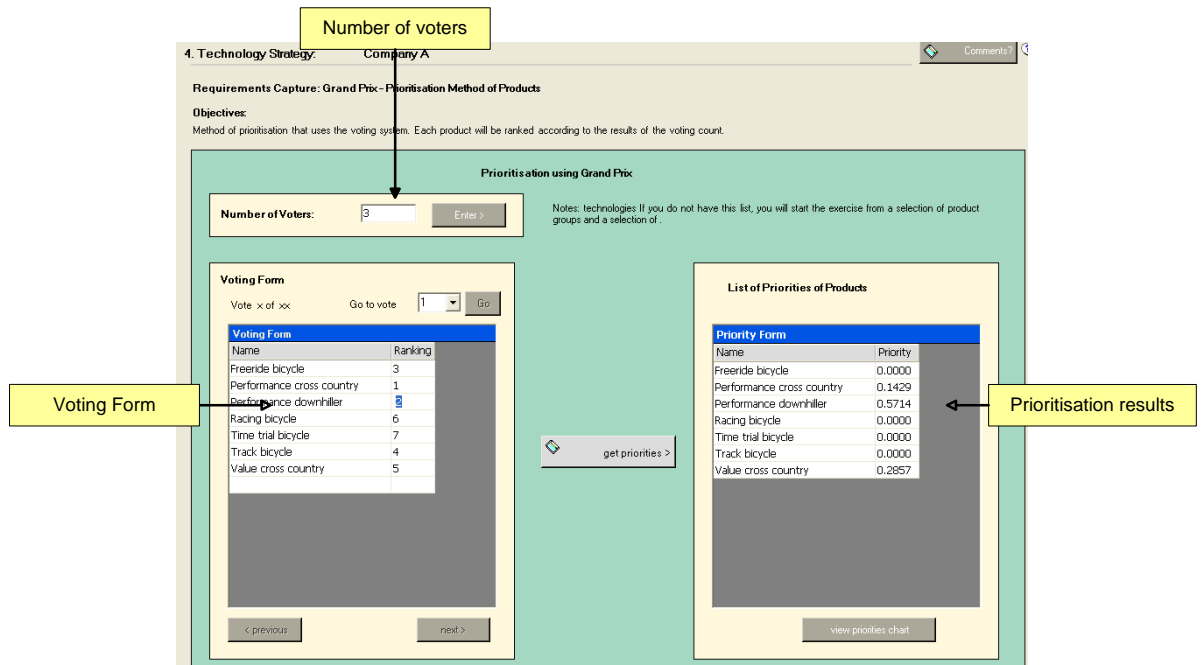 Number of voters
4. Technology Strategy: Company A
Comments?
Requirements Capture: Grand Prix - Prioritisation Method of Products
Objectives:
Method of prioritisation that uses the voting system. Each product will be ranked according to the results of the voting count.
Prioritisation using Grand Prix
Number of Voters: 3 Enter >
Notes: technologies If you do not have this list, you will start the exercise from a selection of product
groups and a selection of .
Voting Form
Vote x of xx Go to vote 1 Go
Voting Form
Name Ranking
Freeride bicycle 3
Performance cross country 1
Performance downhiller 2
Racing bicycle 6
Time trial bicycle 7
Track bicycle 4
Value cross country 5
< previous next >
Voting Form
get priorities >
List of Priorities of Products
Priority Form
Name Priority
Freeride bicycle 0.0000
Performance cross country 0.1429
Performance downhiller 0.5714
Racing bicycle 0.0000
Time trial bicycle 0.0000
Track bicycle 0.0000
Value cross country 0.2857
view priorities chart
Prioritisation results